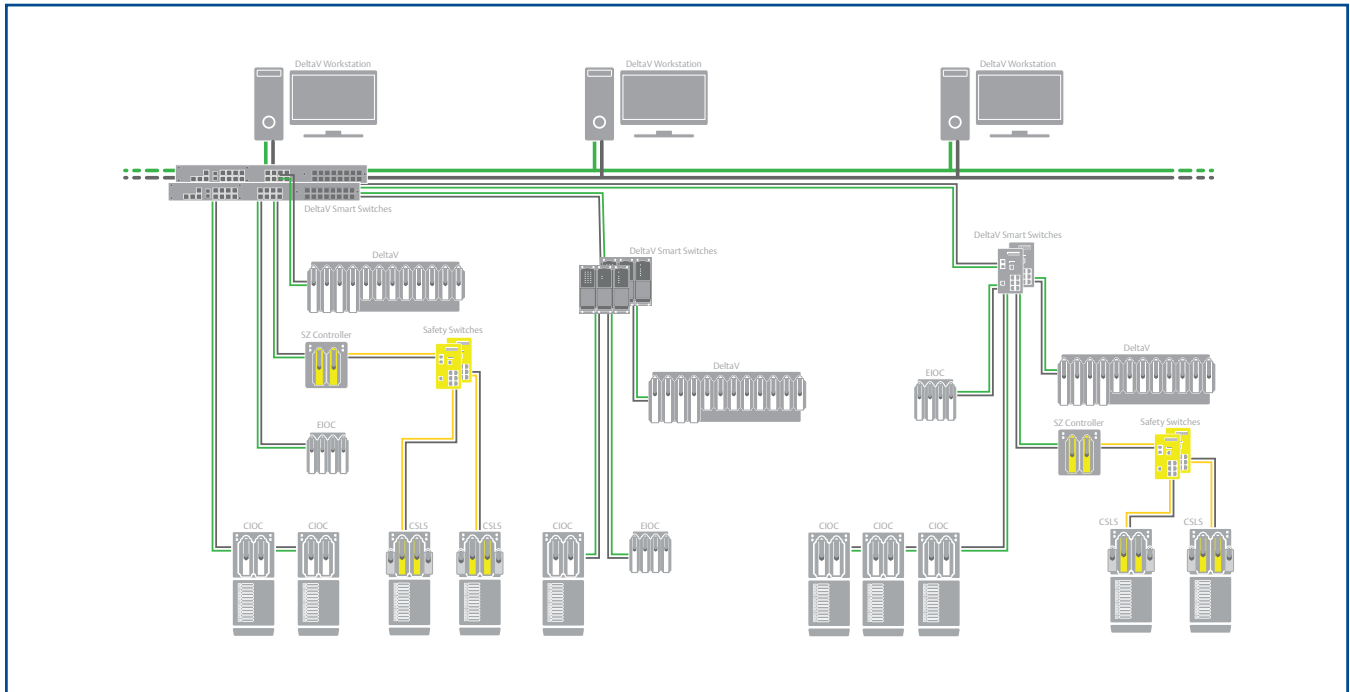 DeltaV Workstation
DeltaV Workstation
DeltaV Workstation
DeltaV Smart Switches
DeltaV Smart Switches
DeltaV Smart Switches
DeltaV
SZ Controller
Safety Switches
DeltaV
DeltaV
EIOC
EIOC
SZ Controller
Safety Switches
CIOC
CIOC
CSLS
CSLS
CIOC
EIOC
CIOC
CIOC
CIOC
CSLS
CSLS